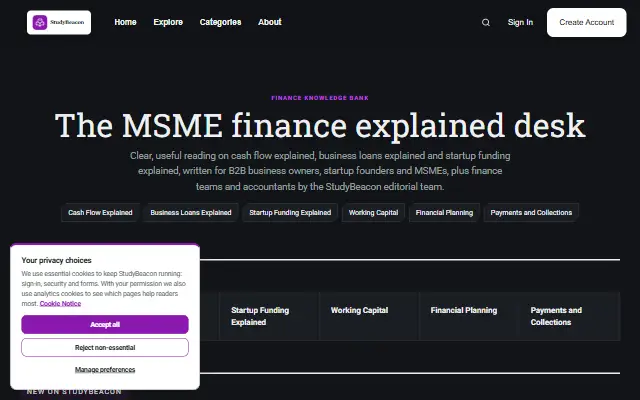 StudyBeacon
Home
Explore
Categories
About
Sign In
Create Account
FINANCE KNOWLEDGE BANK
The MSME finance explained desk
Clear, useful reading on cash flow explained, business loans explained and startup funding
explained, written for B2B business owners, startup founders and MSMEs, plus finance
teams and accountants by the StudyBeacon editorial team.
Cash Flow Explained
Business Loans Explained
Startup Funding Explained
Working Capital
Financial Planning
Payments and Collections
Your privacy choices
We use essential cookies to keep StudyBeacon running:
sign-in, security and forms. With your permission we also
use analytics cookies to see which pages help readers
most. Cookie Notice
Accept all
Reject non-essential
Manage preferences
Startup Funding
Explained
Working Capital
Financial Planning
Payments and
Collections
NEW ON STUDYBEACON